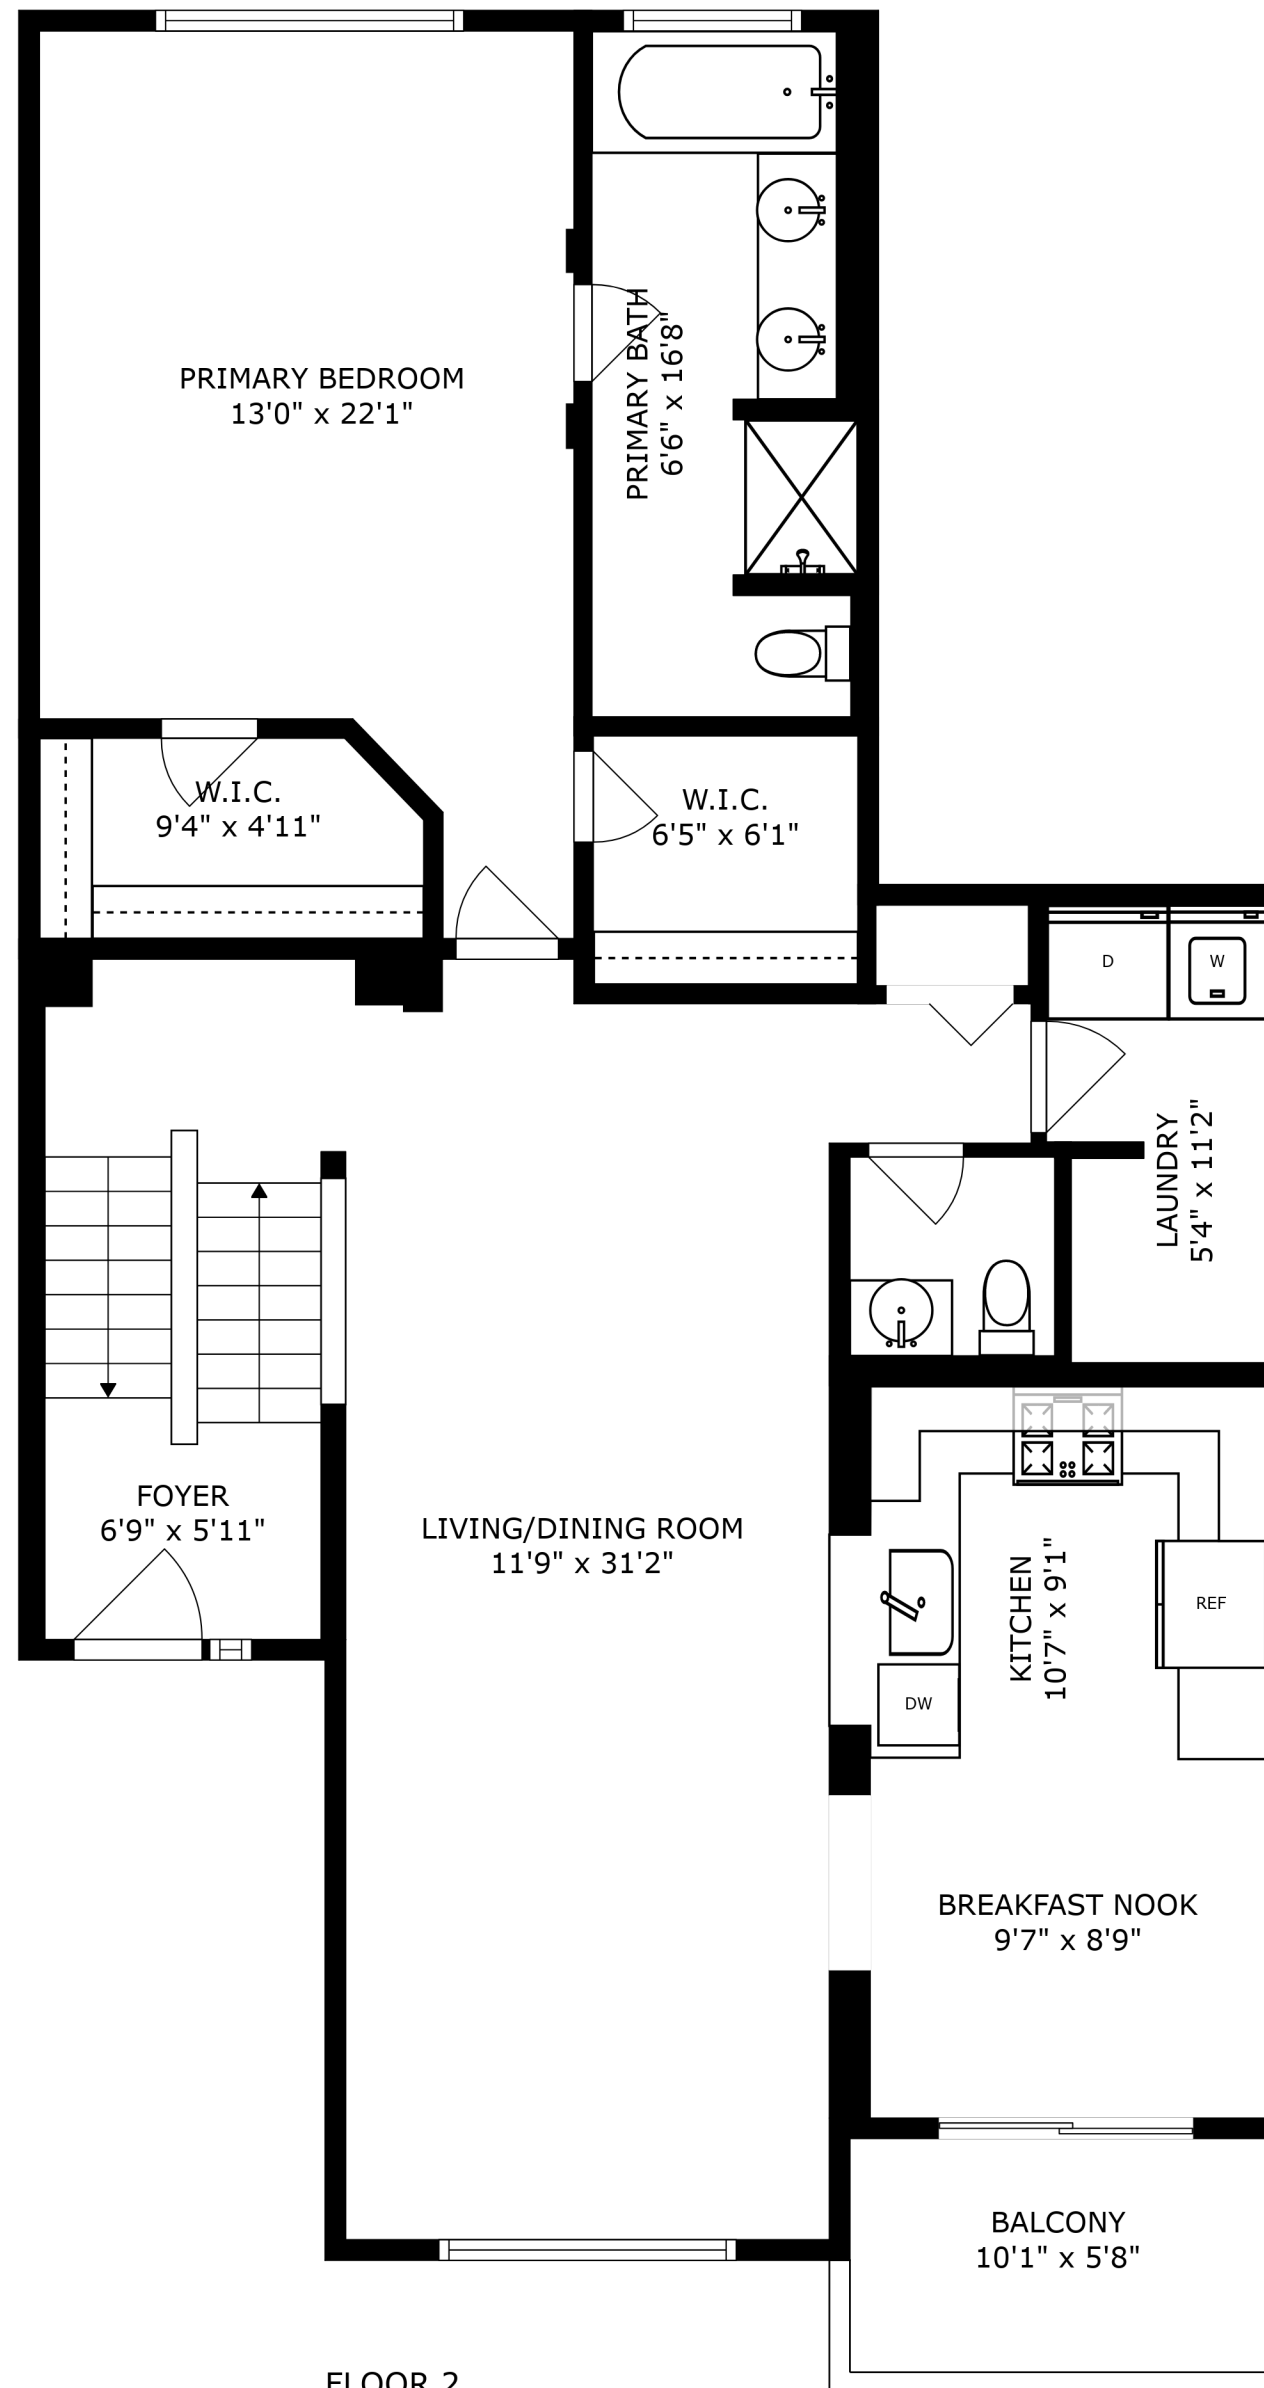 PRIMARY BEDROOM
13'0" x 22'1"
PRIMARY BATH
6'6" x 16'8"
W.I.C.
9'4" x 4'11"
W.I.C.
6'5" x 6'1"
D
W
LAUNDRY
5'4" x 11'2"
FOYER
6'9" x 5'11"
LIVING/DINING ROOM
11'9" x 31'2"
KITCHEN
10'7" x 9'1"
REF
DW
BREAKFAST NOOK
9'7" x 8'9"
BALCONY
10'1" x 5'8"
FLOOR 2